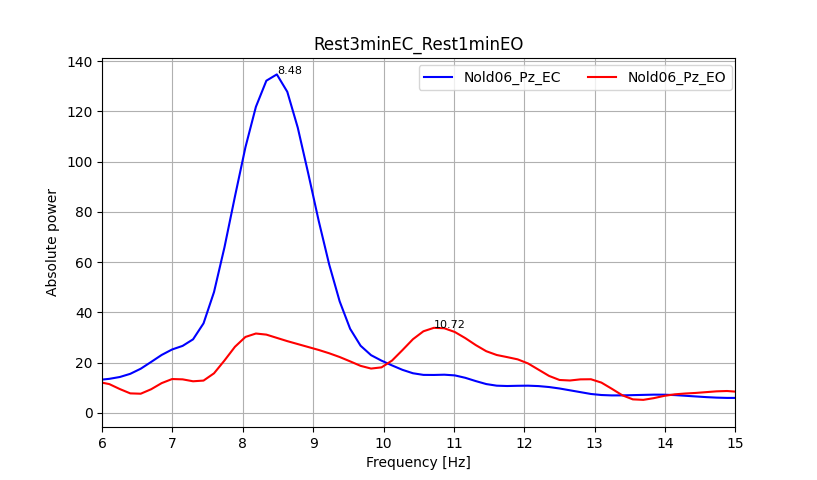 Rest3minEC_Rest1minEO
Nold06_Pz_EC
Nold06_Pz_EO
8.48
10.72
140
120
100
80
60
40
20
0
Absolute power
6 7 8 9 10 11 12 13 14 15
Frequency [Hz]